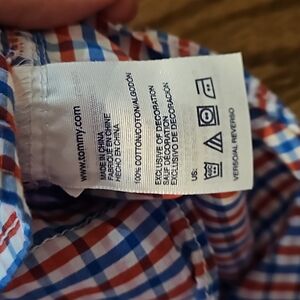 www.tommy.com
MADE IN CHINA
FABRIQUÉ EN CHINE
HECHO EN CHINA
100% COTTON/COTON/ALGODÓN
EXCLUSIVE OF DECORATION
SAUF DÉCORATION
EXCLUSIVO DE DECORACIÓN
US:
VERSO/AL REVERSO